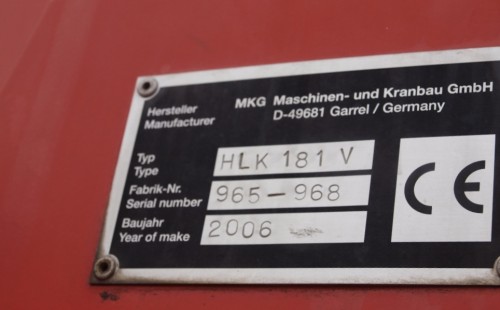 Hersteller
Manufacturer
MKG Maschinen- und Kranbau GmbH
D-49681 Garrel / Germany
Typ
Type
HLK 181 V
Fabrik-Nr.
Serial number
965-968
Baujahr
Year of make
2006
CE